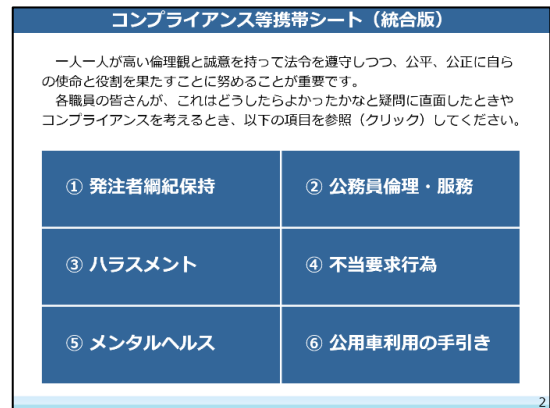 コンプライアンス等携帯シート（統合版）
一人一人が高い倫理観と誠意を持って法令を遵守しつつ、公平、公正に自ら
の使命と役割を果たすことに努めることが重要です。
各職員の皆さんが、これはどうしたらよかったかなと疑問に直面したときや
コンプライアンスを考えるとき、以下の項目を参照（クリック）してください。
① 発注者綱紀保持
② 公務員倫理・服務
③ ハラスメント
④ 不当要求行為
⑤ メンタルヘルス
⑥ 公用車利用の手引き
2